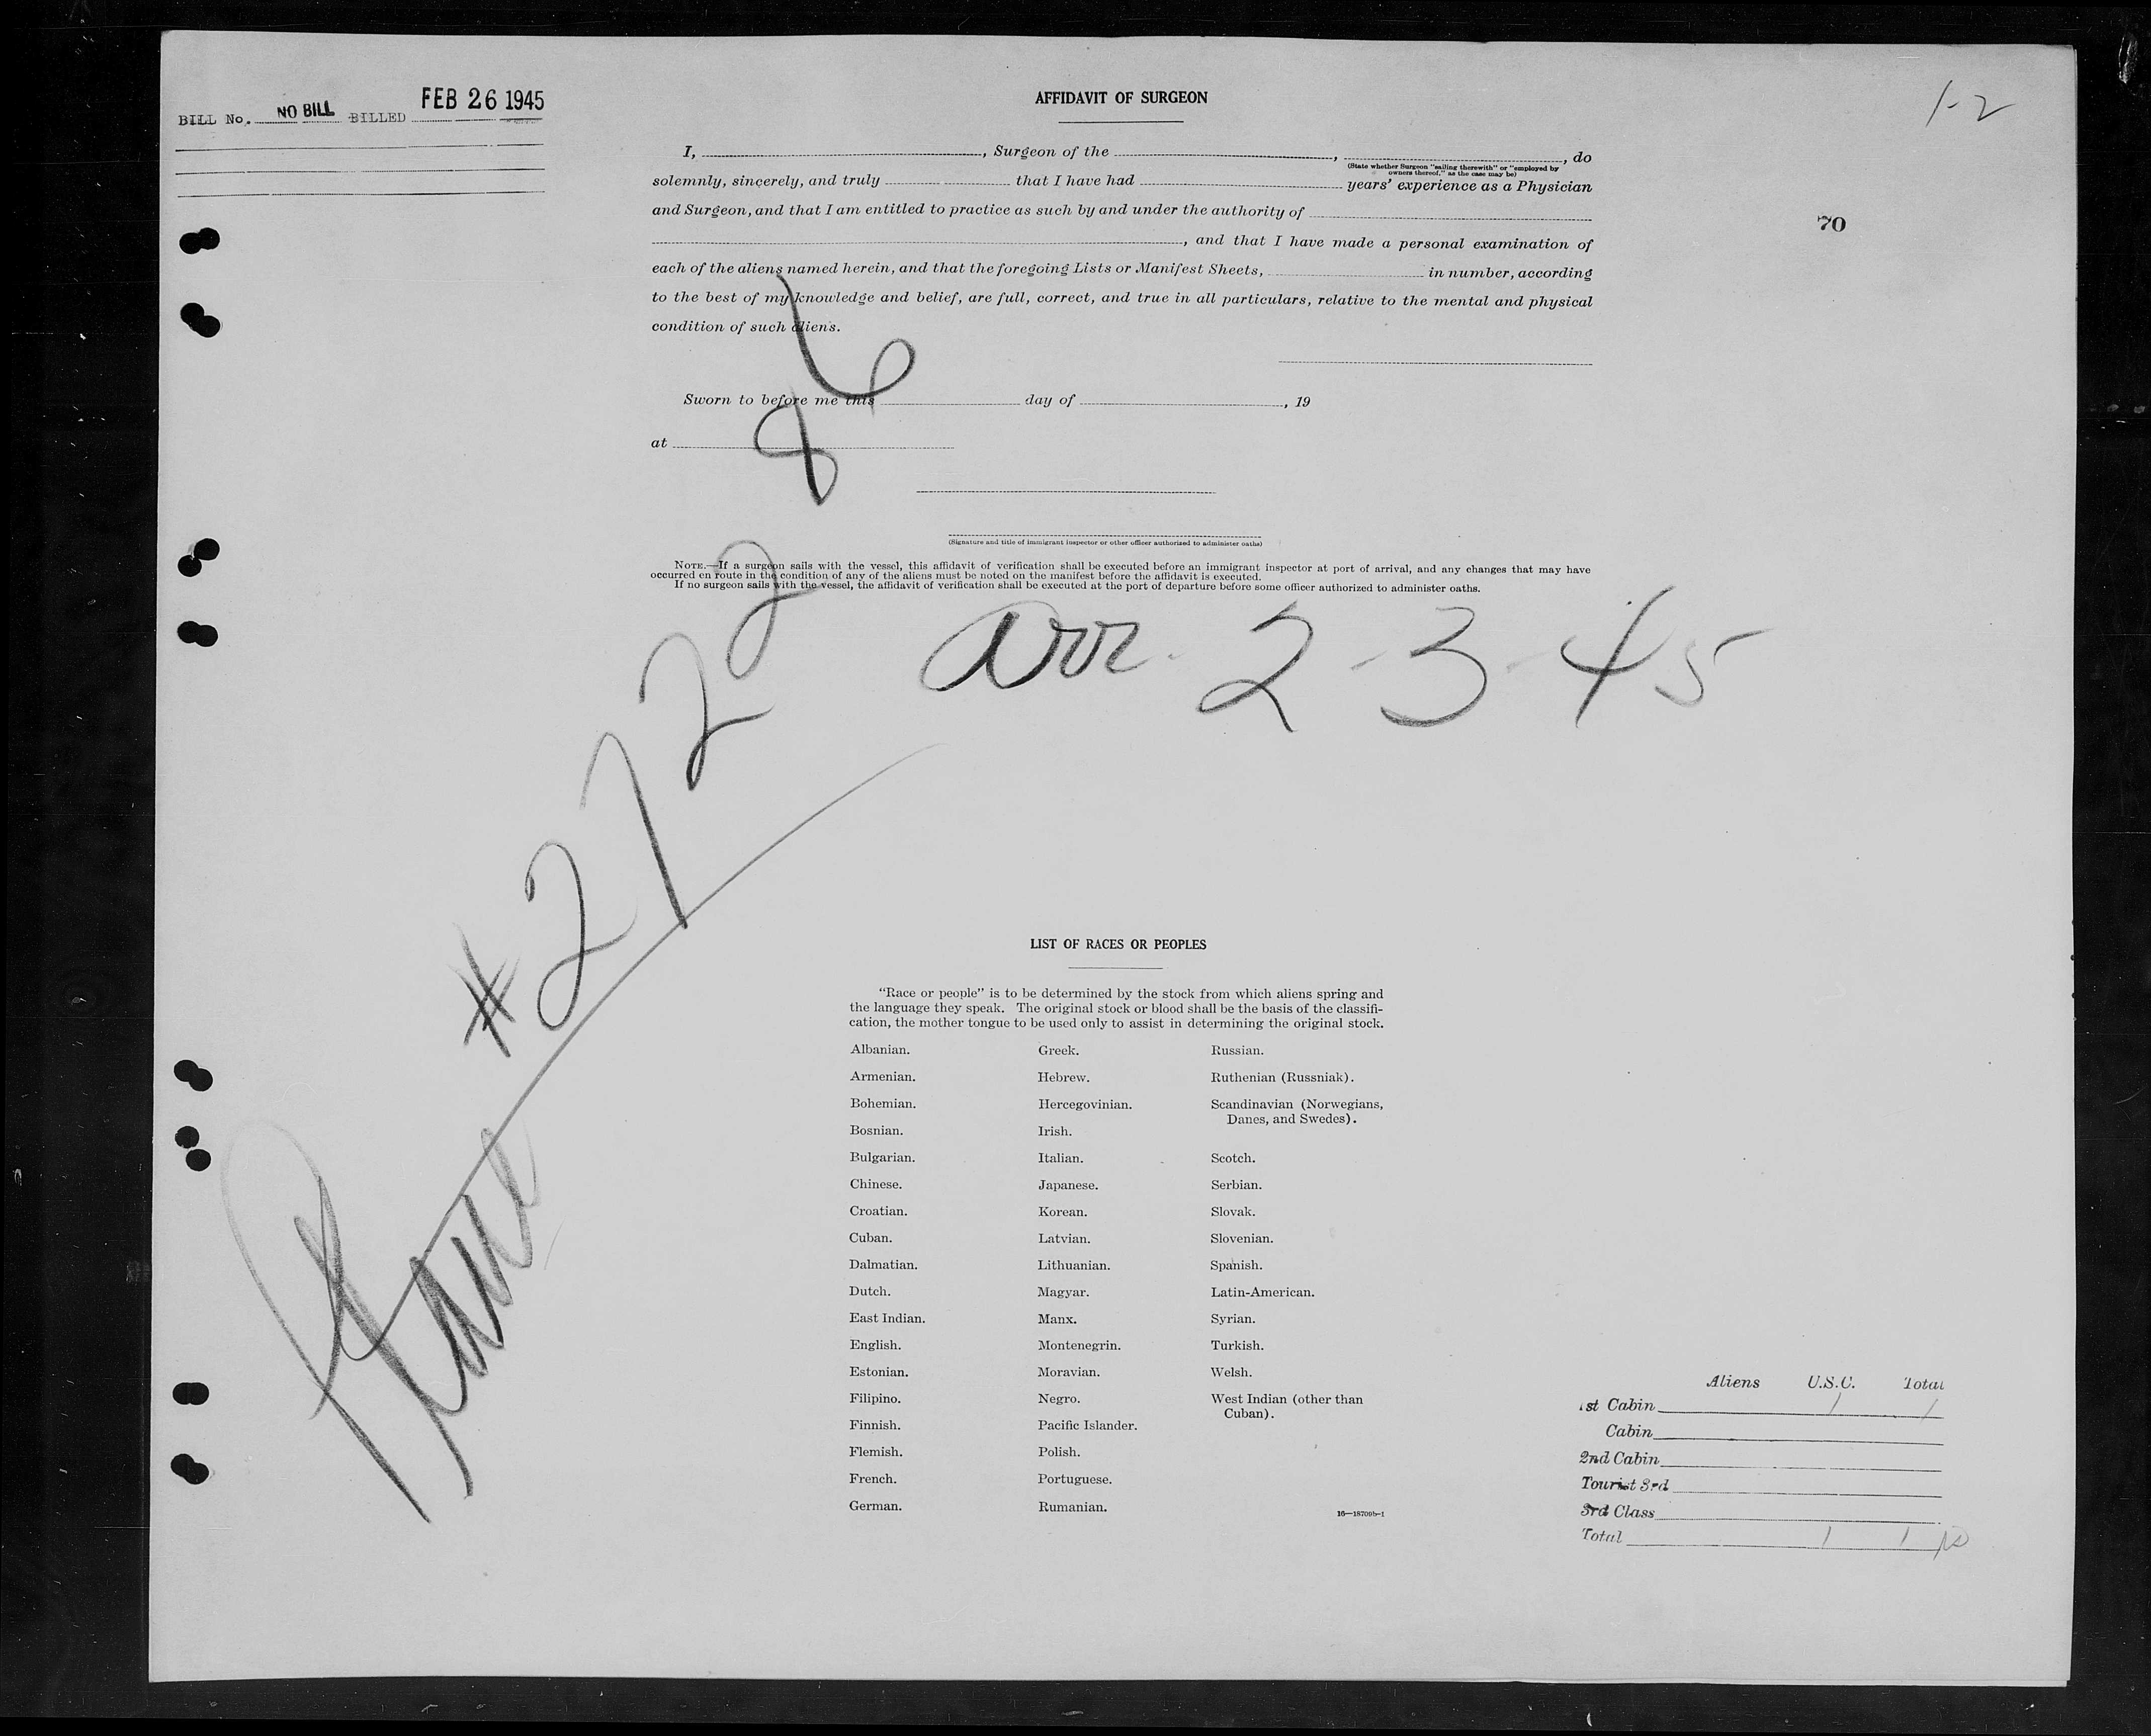 BILL No. NO BILL BILLED FEB 26 1945
1-2
70
AFFIDAVIT OF SURGEON
I, , Surgeon of the , , do
(State whether Surgeon "sailing therewith" or "employed by
owners thereof," as the case may be)
solemnly, sincerely, and truly that I have had years' experience as a Physician
and Surgeon, and that I am entitled to practice as such by and under the authority of
, and that I have made a personal examination of
each of the aliens named herein, and that the foregoing Lists or Manifest Sheets, in number, according
to the best of my knowledge and belief, are full, correct, and true in all particulars, relative to the mental and physical
condition of such aliens.
Sworn to before me this day of , 19
at
(Signature and title of immigrant inspector or other officer authorized to administer oaths)
NOTE.—If a surgeon sails with the vessel, this affidavit of verification shall be executed before an immigrant inspector at port of arrival, and any changes that may have
occurred en route in the condition of any of the aliens must be noted on the manifest before the affidavit is executed.
If no surgeon sails with the vessel, the affidavit of verification shall be executed at the port of departure before some officer authorized to administer oaths.
Arr. 2-3-45
Plane #272286
LIST OF RACES OR PEOPLES
"Race or people" is to be determined by the stock from which aliens spring and
the language they speak. The original stock or blood shall be the basis of the classifi-
cation, the mother tongue to be used only to assist in determining the original stock.
Albanian.
Armenian.
Bohemian.
Bosnian.
Bulgarian.
Chinese.
Croatian.
Cuban.
Dalmatian.
Dutch.
East Indian.
English.
Estonian.
Filipino.
Finnish.
Flemish.
French.
German.
Greek.
Hebrew.
Hercegovinian.
Irish.
Italian.
Japanese.
Korean.
Latvian.
Lithuanian.
Magyar.
Manx.
Montenegrin.
Moravian.
Negro.
Pacific Islander.
Polish.
Portuguese.
Rumanian.
Russian.
Ruthenian (Russniak).
Scandinavian (Norwegians,
Danes, and Swedes).
Scotch.
Serbian.
Slovak.
Slovenian.
Spanish.
Latin-American.
Syrian.
Turkish.
Welsh.
West Indian (other than
Cuban).
16—18709b-1
Aliens U.S.C. Total
1st Cabin 1 1
Cabin
2nd Cabin
Tourist 3rd
3rd Class
Total 1 1